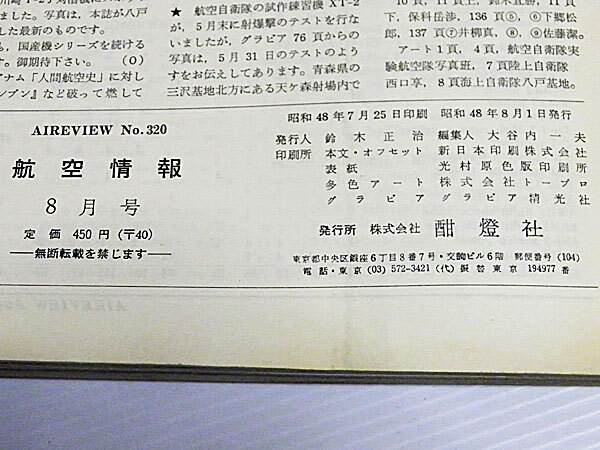 ました。写真は、本誌が八戸
した最新のものです。
も、国産機シリーズを続ける
す。御期待下さい。 (O)
アナム「人間航空史」に対し
ンブン』など破って燃して
★ 航空自衛隊の試作練習機XT-2
が、5月末に射爆撃のテストを行な
いましたが、グラビア76頁からの
写真は、5月31日のテストのよう
すをお伝えしてあります。青森県の
三沢基地北方にある天ケ森射場内で
下, 保科岳渉, 136頁⑤, ⑥下郷松
郎, 137頁⑦井柳真, ⑧, ⑨佐藤潔。
アート1頁, 4頁, 航空自衛隊実
験航空隊写真班, 7頁陸上自衛隊
西口享, 8頁海上自衛隊八戸基地。
AIREVIEW No.320
航空情報
8月号
定価 450円 (〒40)
──無断転載を禁じます──
昭和48年7月25日印刷 昭和48年8月1発行
発行人 鈴木正治 編集人 大谷内一夫
印刷所 本文・オフセット 新日本印刷株式会社
表紙 光村原色版印刷所
多色アート 株式会社トープロ
グラビア グラビア精光社
発行所 株式会社 酣燈社
東京都中央区銀座6丁目8番7号・交詢ビル6階 郵便番号(104)
電話・東京 (03) 572-3421 (代) 振替東京 194977番